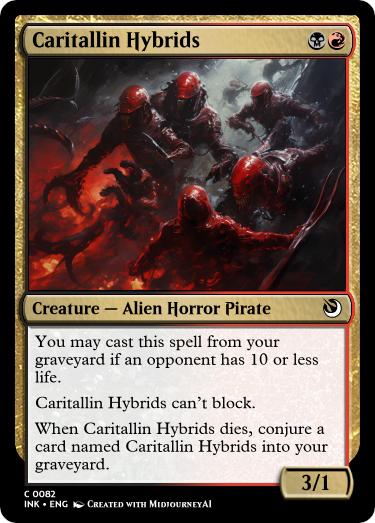 Caritallin Hybrids
Creature — Alien Horror Pirate
You may cast this spell from your
graveyard if an opponent has 10 or less
life.
Caritallin Hybrids can't block.
When Caritallin Hybrids dies, conjure a
card named Caritallin Hybrids into your
graveyard.
3/1
C 0082
INK • ENG Created with MidjourneyAI